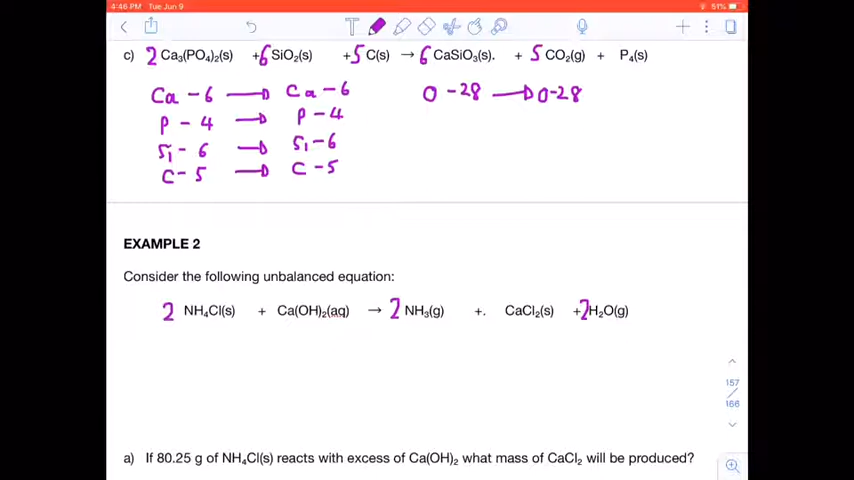 4:46 PM Tue Jun 9 51%
T
c) 2 Ca₃(PO₄)₂(s) +6 SiO₂(s) +5 C(s) → 6 CaSiO₃(s). + 5 CO₂(g) + P₄(s)
Ca - 6 → Ca - 6 O - 28 → O-28
P - 4 → P - 4
Si - 6 → Si - 6
C - 5 → C - 5
EXAMPLE 2
Consider the following unbalanced equation:
2 NH₄Cl(s) + Ca(OH)₂(aq) → 2 NH₃(g) +. CaCl₂(s) +2H₂O(g)
157
166
a) If 80.25 g of NH₄Cl(s) reacts with excess of Ca(OH)₂ what mass of CaCl₂ will be produced?